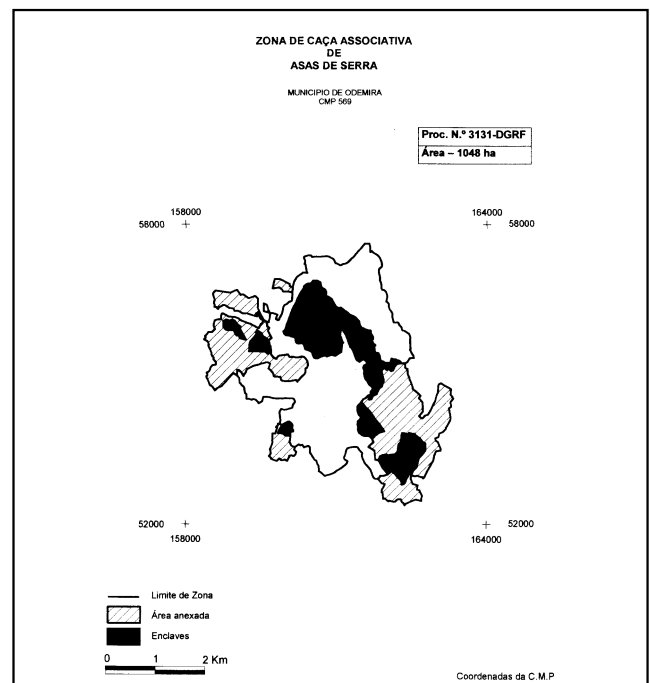 ZONA DE CAÇA ASSOCIATIVA
DE
ASAS DE SERRA
MUNICIPIO DE ODEMIRA
CMP 569
Proc. N.º 3131-DGRF
Área – 1048 ha
158000
164000
58000
58000
52000
52000
158000
164000
Limite de Zona
Área anexada
Enclaves
0 1 2 Km
Coordenadas da C.M.P